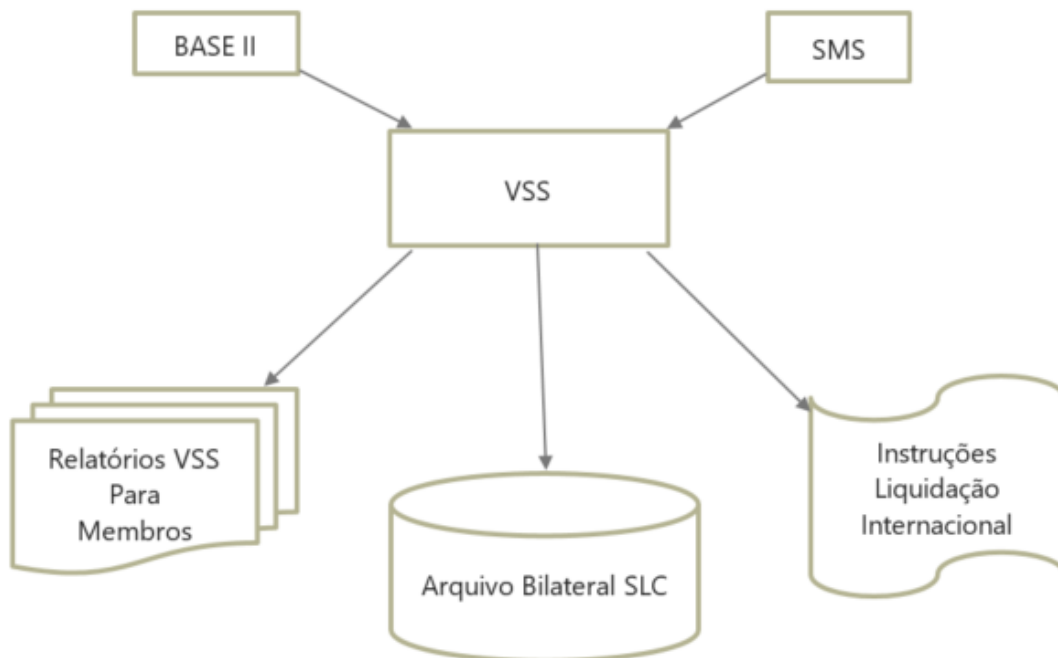 BASE II
SMS
VSS
Relatórios VSS
Para
Membros
Arquivo Bilateral SLC
Instruções
Liquidação
Internacional